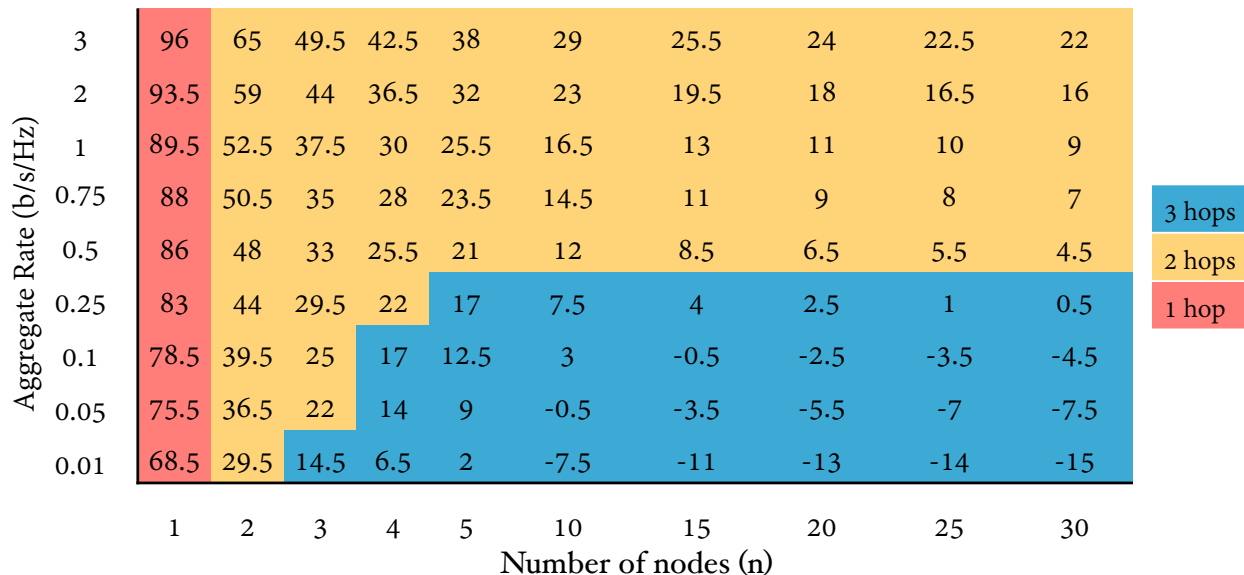 3 96 65 49.5 42.5 38 29 25.5 24 22.5 22
2 93.5 59 44 36.5 32 23 19.5 18 16.5 16
1 89.5 52.5 37.5 30 25.5 16.5 13 11 10 9
0.75 88 50.5 35 28 23.5 14.5 11 9 8 7
0.5 86 48 33 25.5 21 12 8.5 6.5 5.5 4.5
0.25 83 44 29.5 22 17 7.5 4 2.5 1 0.5
0.1 78.5 39.5 25 17 12.5 3 -0.5 -2.5 -3.5 -4.5
0.05 75.5 36.5 22 14 9 -0.5 -3.5 -5.5 -7 -7.5
0.01 68.5 29.5 14.5 6.5 2 -7.5 -11 -13 -14 -15
1 2 3 4 5 10 15 20 25 30
Number of nodes (n)
Aggregate Rate (b/s/Hz)
3 hops
2 hops
1 hop